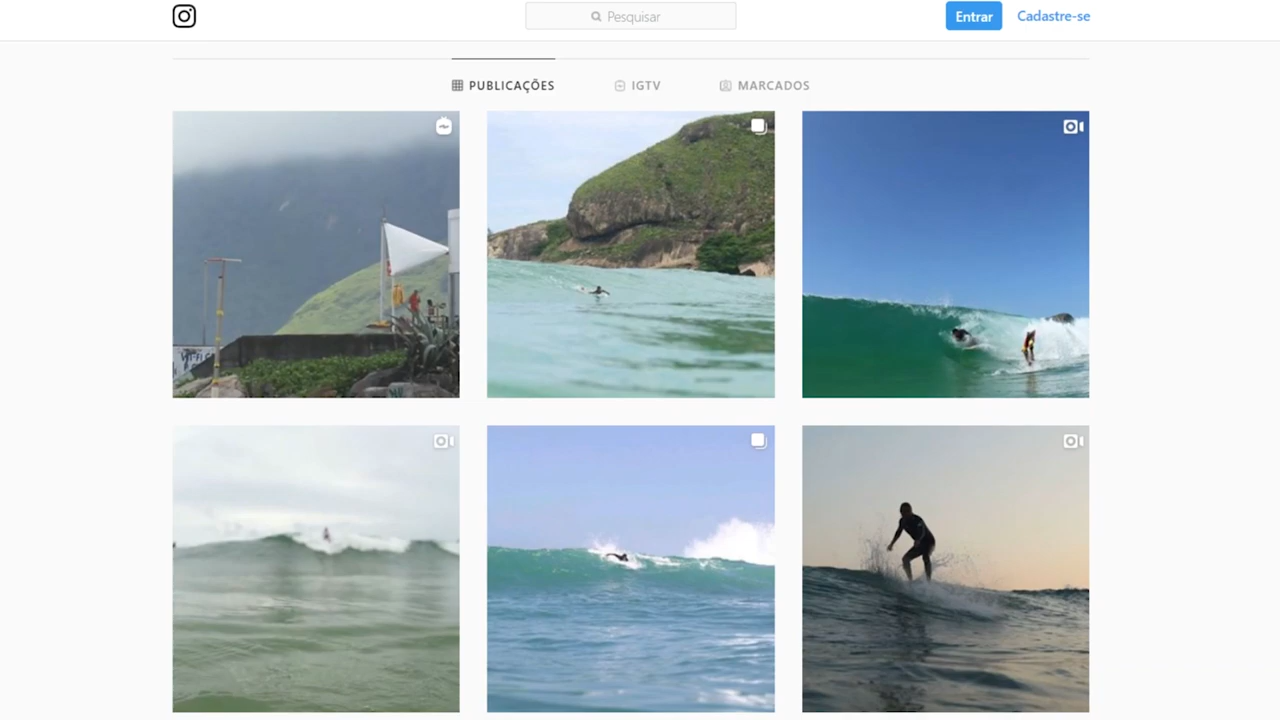 Pesquisar
Entrar
Cadastre-se
PUBLICAÇÕES
IGTV
MARCADOS